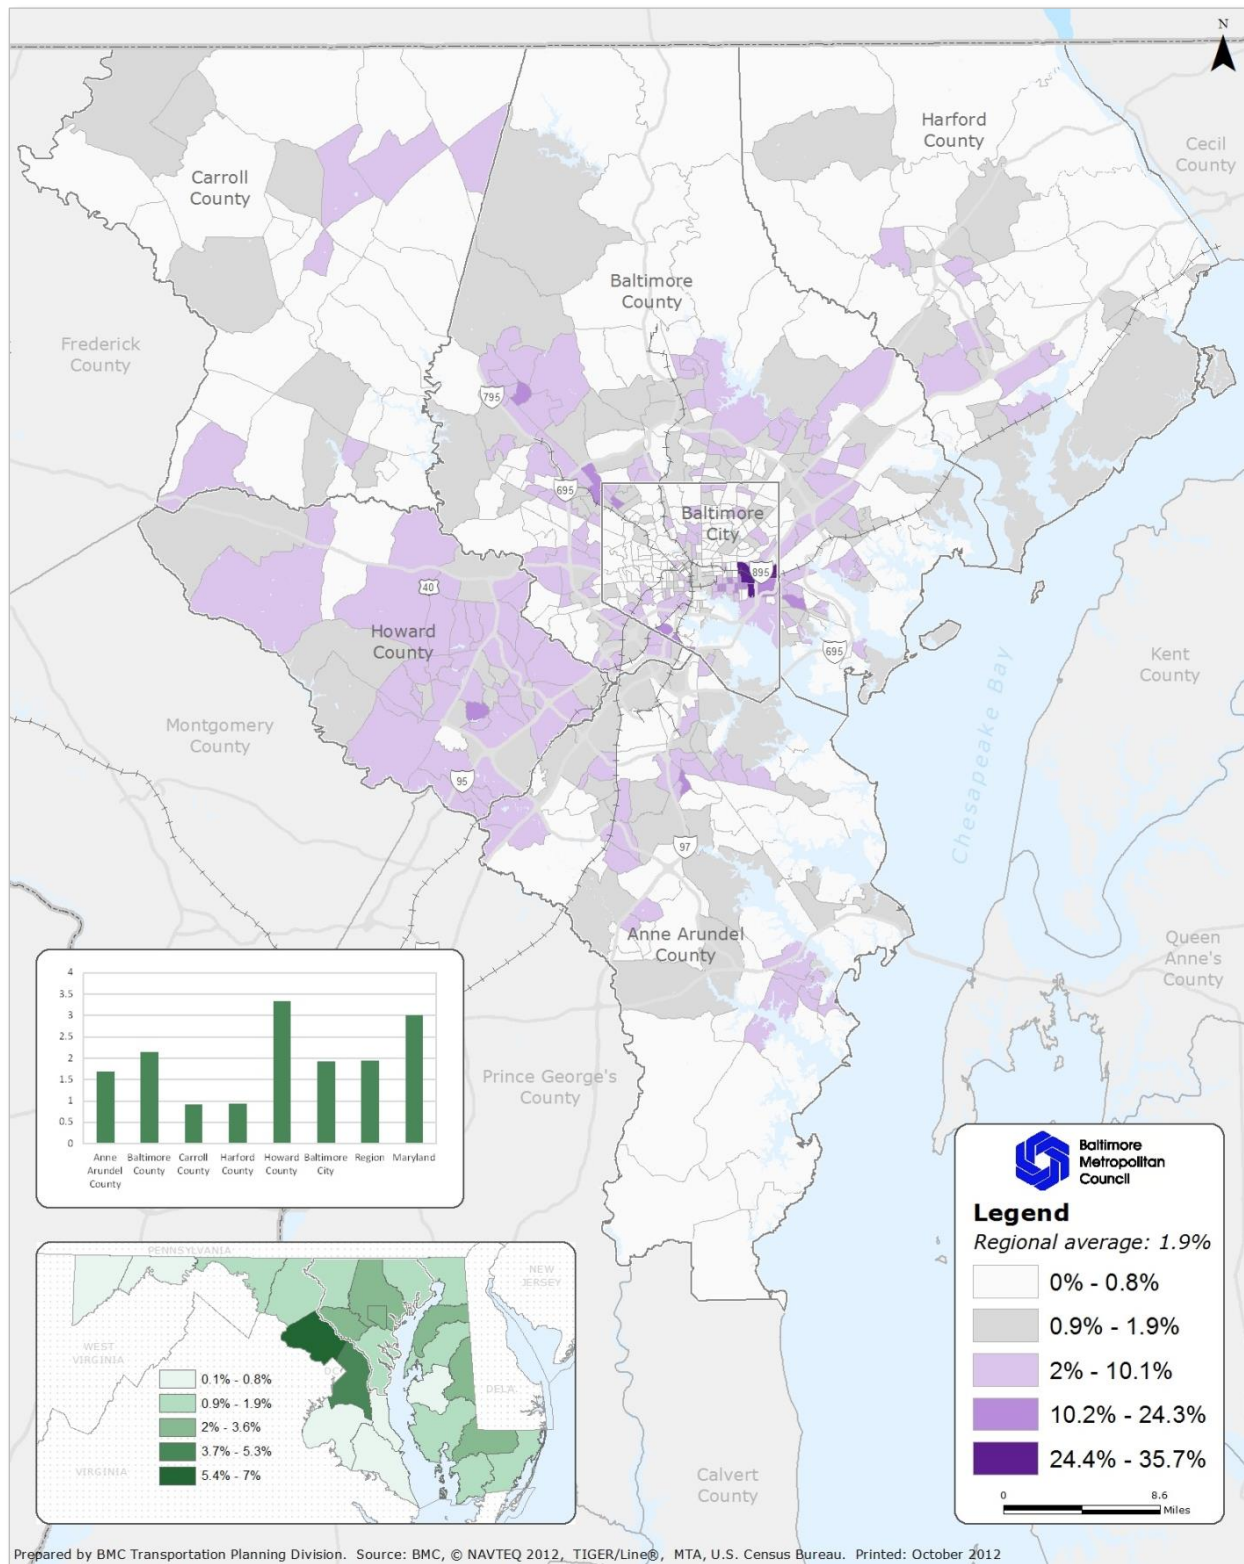 N
Harford
County
Cecil
County
Carroll
County
Baltimore
County
Frederick
County
795
695
Baltimore
City
895
40
Howard
County
695
Kent
County
Montgomery
County
95
Chesapeake Bay
97
Anne Arundel
County
Queen
Anne's
County
Prince George's
County
Calvert
County
4
3.5
3
2.5
2
1.5
1
0.5
0
Anne Arundel County
Baltimore County
Carroll County
Harford County
Howard County
Baltimore City
Region
Maryland
PENNSYLVANIA
NEW
JERSEY
WEST
VIRGINIA
DELA
VIRGINIA
0.1% - 0.8%
0.9% - 1.9%
2% - 3.6%
3.7% - 5.3%
5.4% - 7%
Baltimore
Metropolitan
Council
Legend
Regional average: 1.9%
0% - 0.8%
0.9% - 1.9%
2% - 10.1%
10.2% - 24.3%
24.4% - 35.7%
0 8.6
Miles
Prepared by BMC Transportation Planning Division. Source: BMC, © NAVTEQ 2012, TIGER/Line®, MTA, U.S. Census Bureau. Printed: October 2012